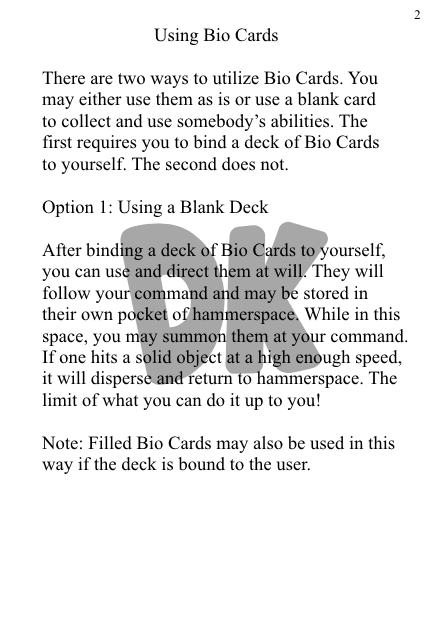 2
Using Bio Cards
There are two ways to utilize Bio Cards. You
may either use them as is or use a blank card
to collect and use somebody's abilities. The
first requires you to bind a deck of Bio Cards
to yourself. The second does not.
Option 1: Using a Blank Deck
After binding a deck of Bio Cards to yourself,
you can use and direct them at will. They will
follow your command and may be stored in
their own pocket of hammerspace. While in this
space, you may summon them at your command.
If one hits a solid object at a high enough speed,
it will disperse and return to hammerspace. The
limit of what you can do it up to you!
Note: Filled Bio Cards may also be used in this
way if the deck is bound to the user.
DK